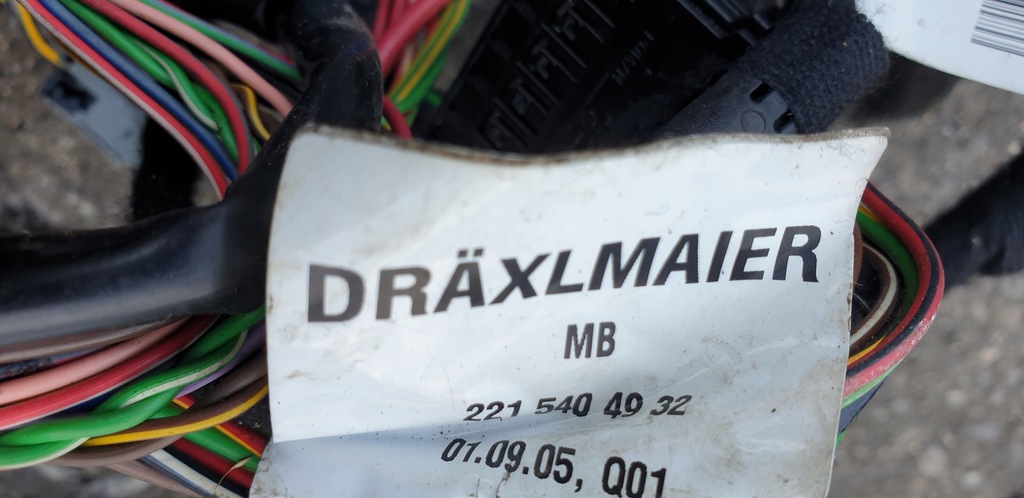 DRÄXLMAIER
MB
221 540 49 32
01.09.05, Q01